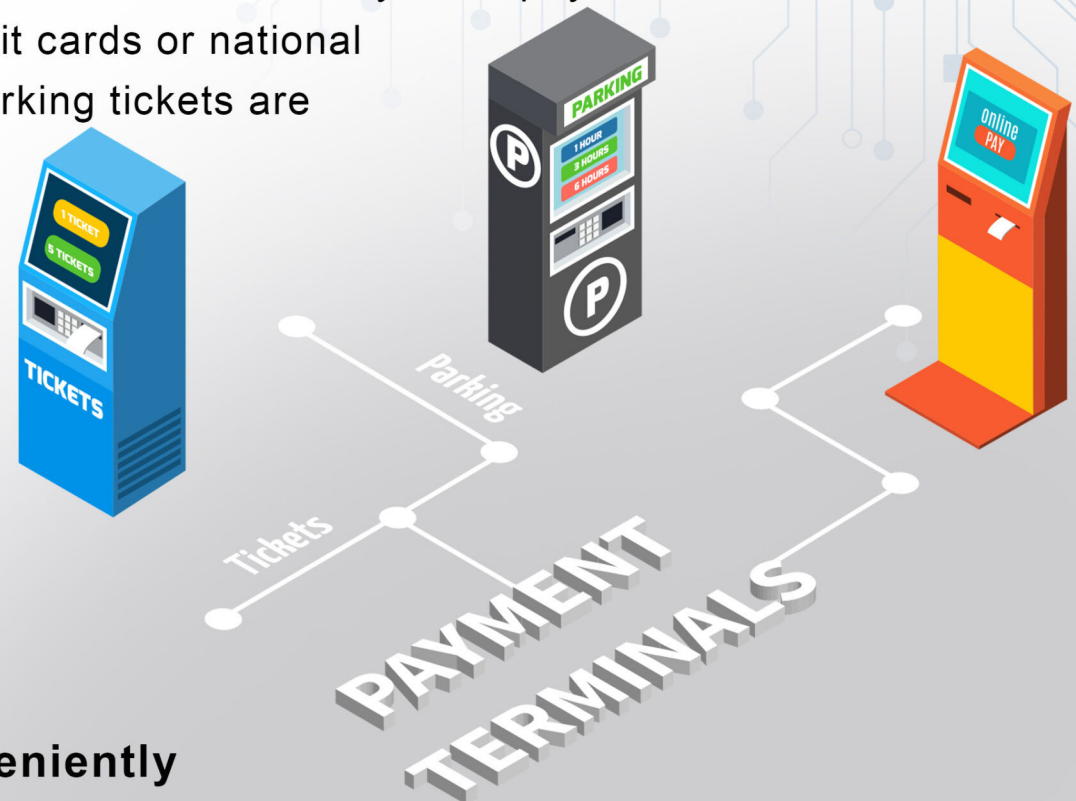 it cards or national
arking tickets are
PARKING
P
1 HOUR
3 HOURS
6 HOURS
P
online
PAY
1 TICKET
5 TICKETS
TICKETS
Parking
Tickets
PAYMENT
TERMINALS
eniently